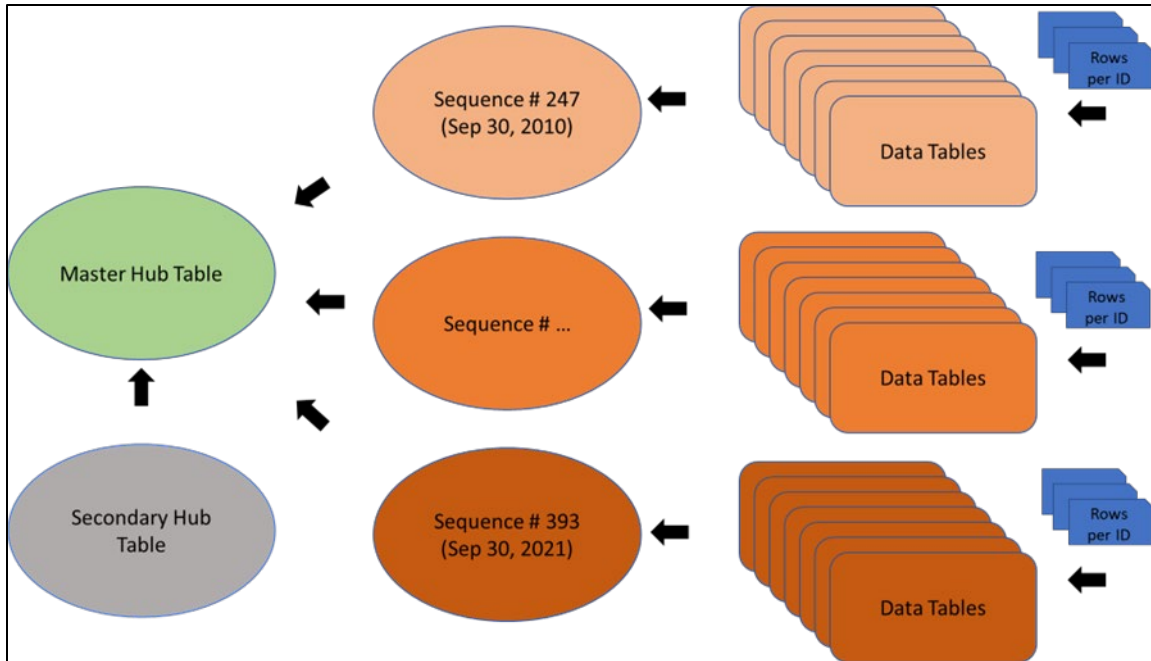 Sequence # 247
(Sep 30, 2010)
Data Tables
Rows
per ID
Master Hub Table
Sequence # ...
Data Tables
Rows
per ID
Secondary Hub
Table
Sequence # 393
(Sep 30, 2021)
Data Tables
Rows
per ID